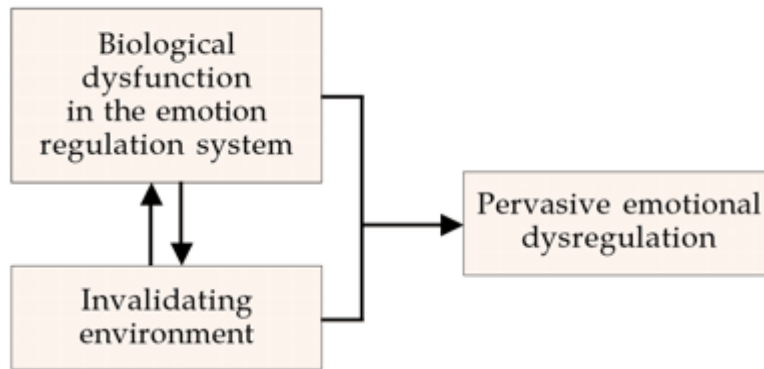 Biological
dysfunction
in the emotion
regulation system
Pervasive emotional
dysregulation
Invalidating
environment